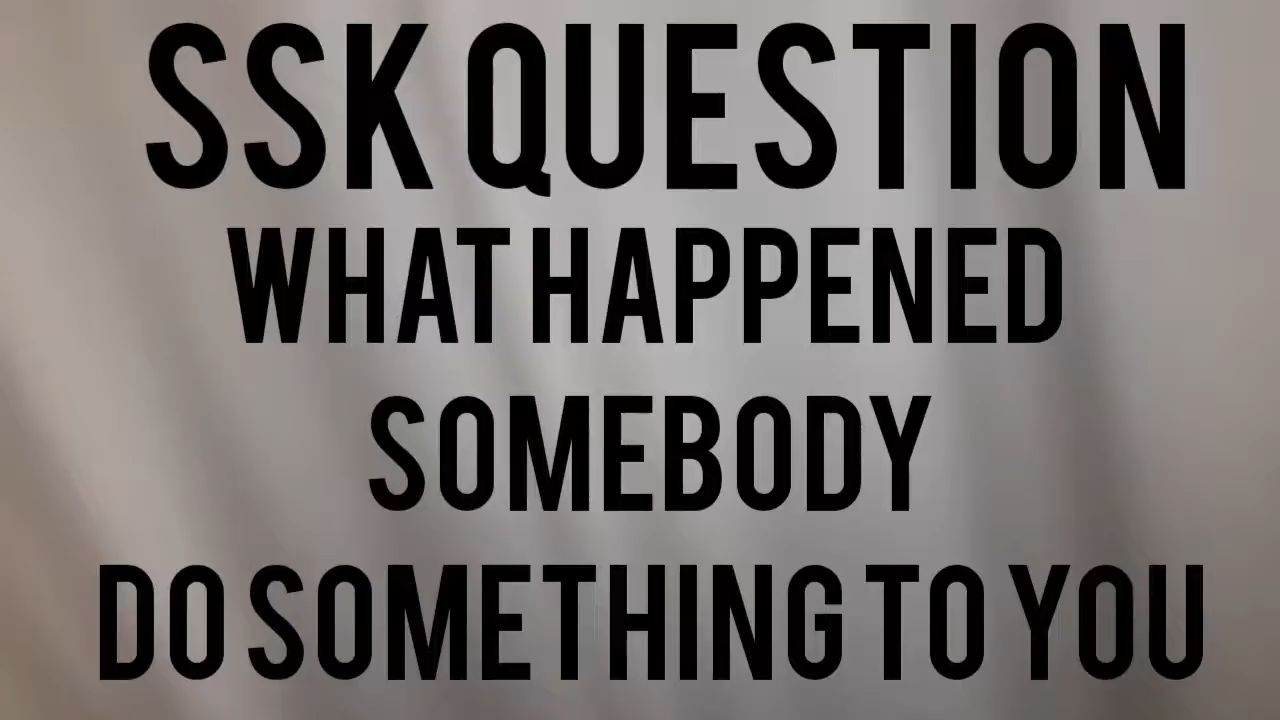 SSK QUESTION
WHAT HAPPENED
SOMEBODY
DO SOMETHING TO YOU